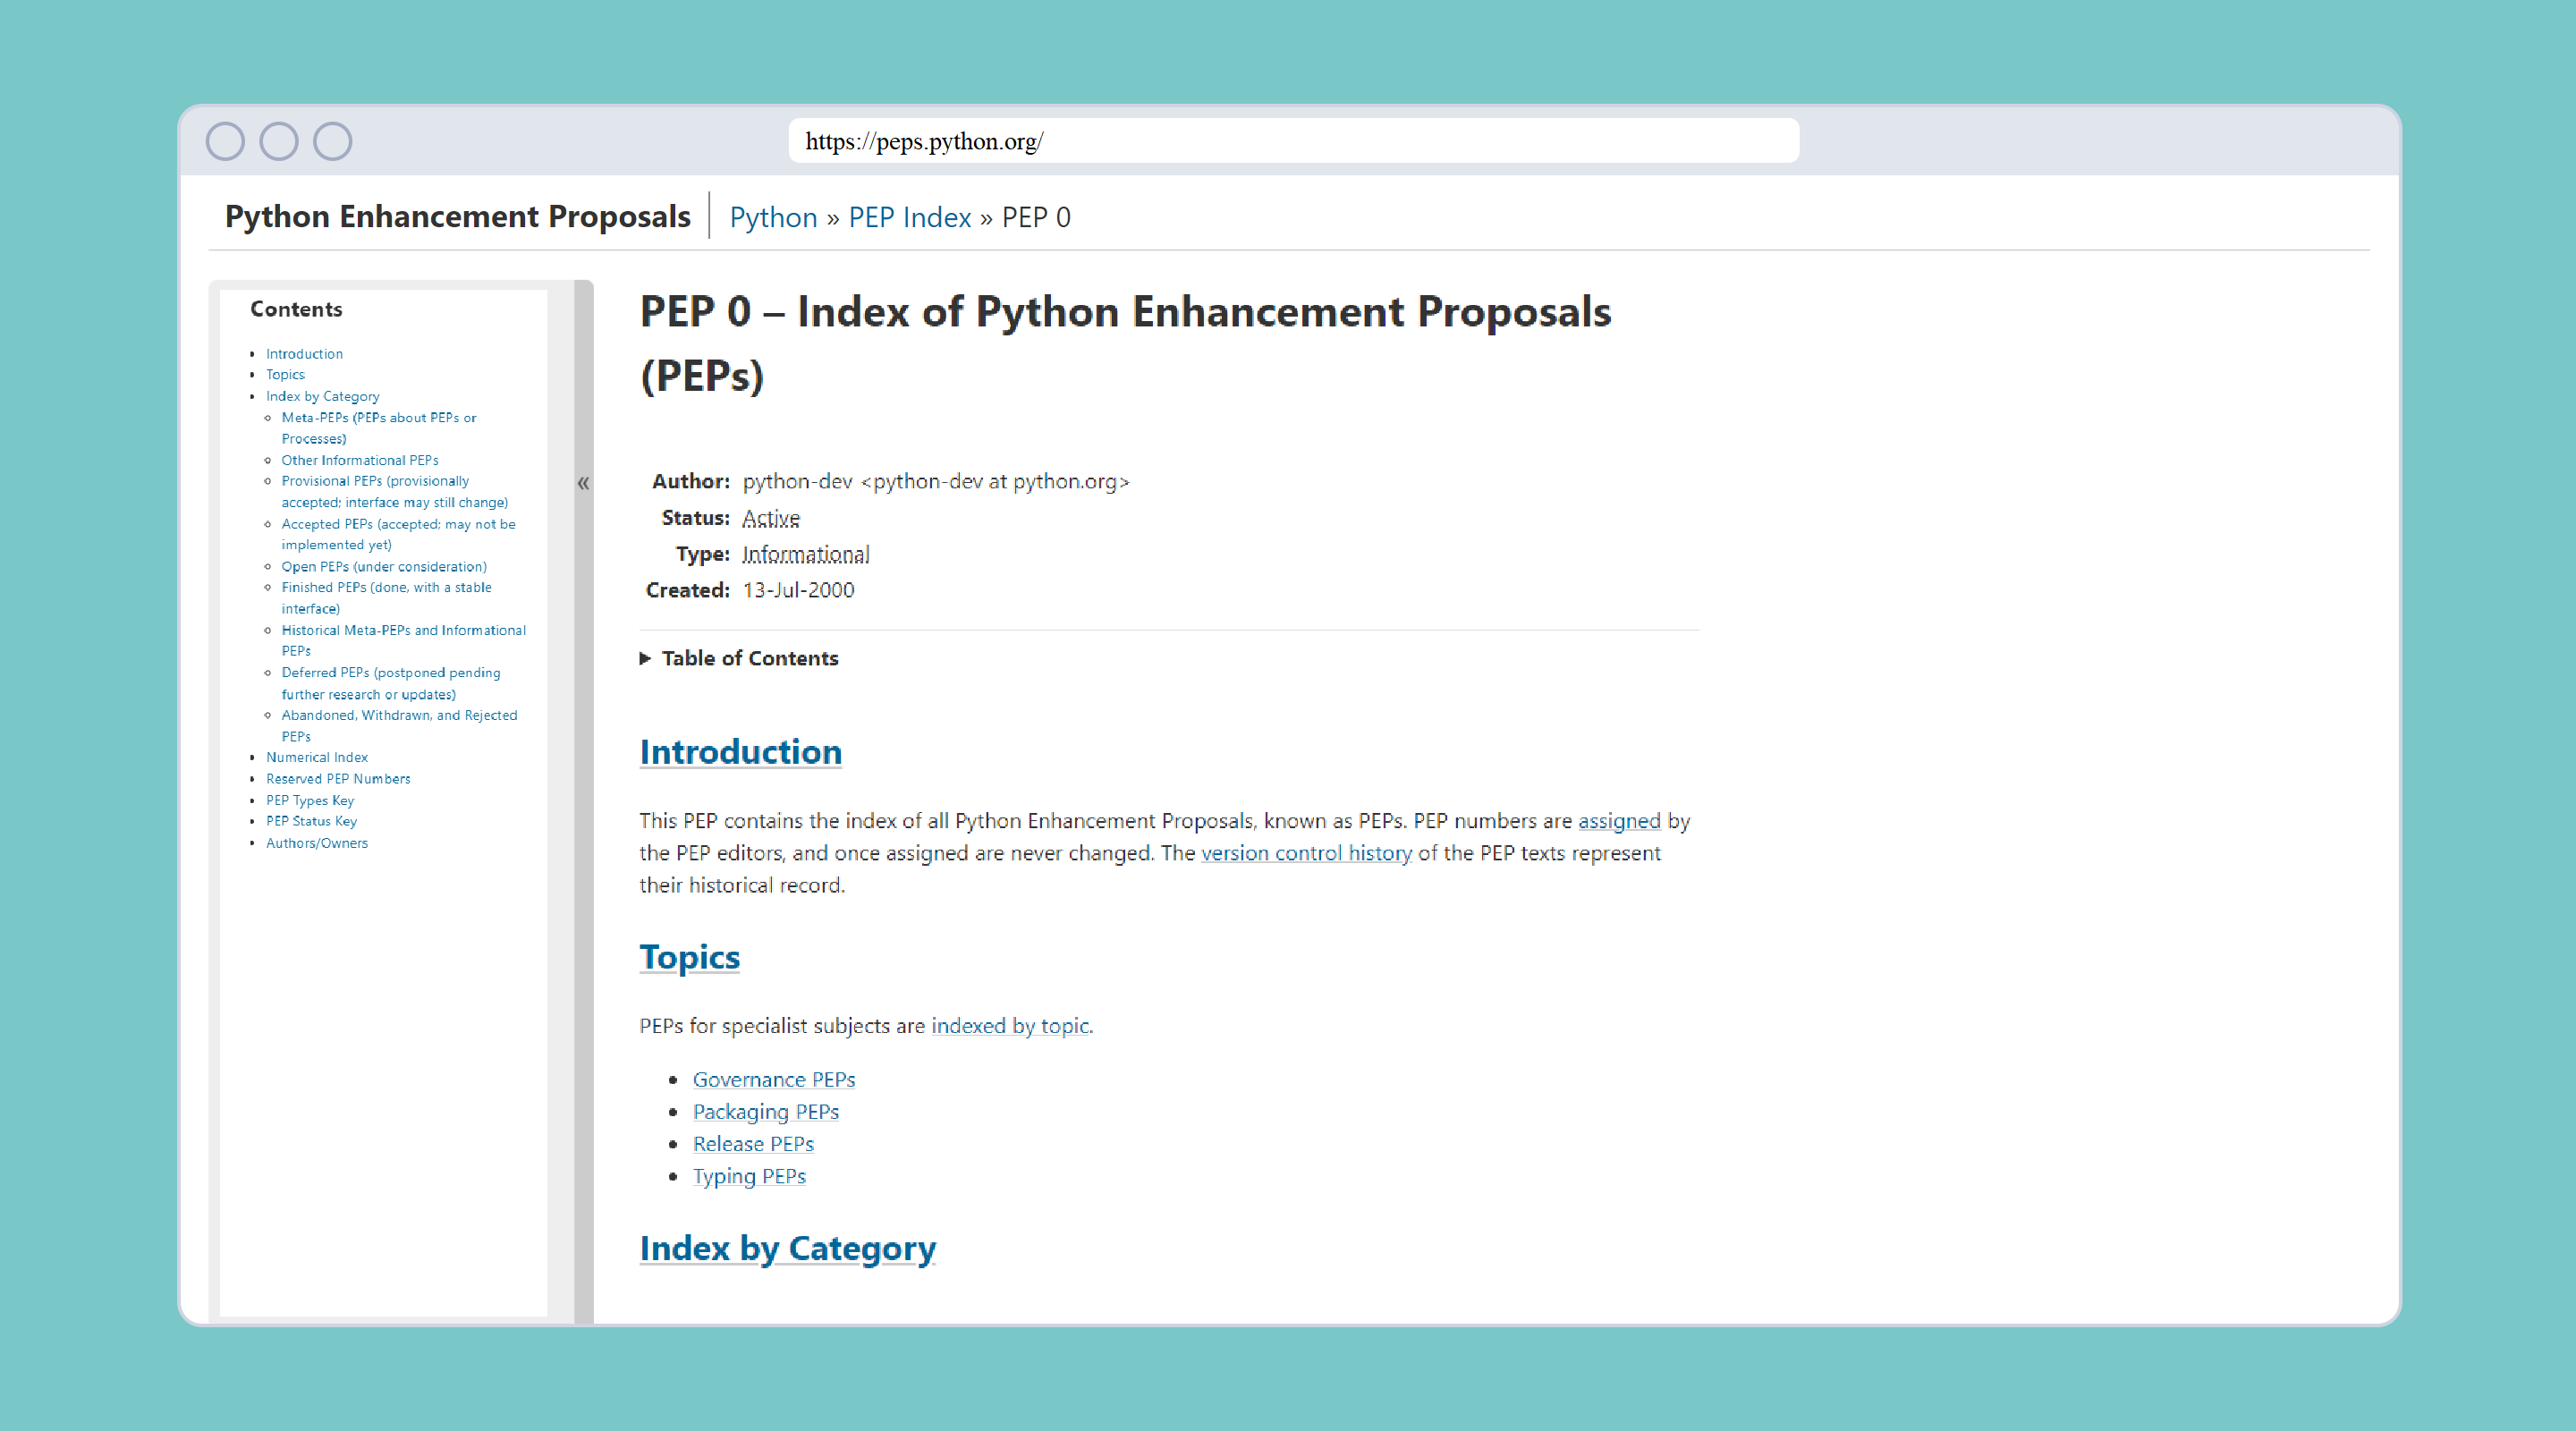 https://peps.python.org/
Python Enhancement Proposals
Python » PEP Index » PEP 0
Contents
Introduction
Topics
Index by Category
Meta-PEPs (PEPs about PEPs or
Processes)
Other Informational PEPs
Provisional PEPs (provisionally
accepted; interface may still change)
Accepted PEPs (accepted; may not be
implemented yet)
Open PEPs (under consideration)
Finished PEPs (done, with a stable
interface)
Historical Meta-PEPs and Informational
PEPs
Deferred PEPs (postponed pending
further research or updates)
Abandoned, Withdrawn, and Rejected
PEPs
Numerical Index
Reserved PEP Numbers
PEP Types Key
PEP Status Key
Authors/Owners
«
PEP 0 – Index of Python Enhancement Proposals
(PEPs)
Author: python-dev <python-dev at python.org>
Status: Active
Type: Informational
Created: 13-Jul-2000
Table of Contents
Introduction
This PEP contains the index of all Python Enhancement Proposals, known as PEPs. PEP numbers are assigned by
the PEP editors, and once assigned are never changed. The version control history of the PEP texts represent
their historical record.
Topics
PEPs for specialist subjects are indexed by topic.
Governance PEPs
Packaging PEPs
Release PEPs
Typing PEPs
Index by Category